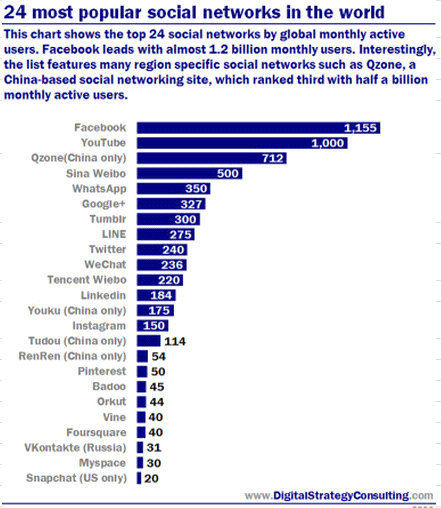 24 most popular social networks in the world
This chart shows the top 24 social networks by global monthly active
users. Facebook leads with almost 1.2 billion monthly users. Interestingly,
the list features many region specific social networks such as Qzone, a
China-based social networking site, which ranked third with half a billion
monthly active users.
Facebook 1,155
YouTube 1,000
Qzone(China only) 712
Sina Weibo 500
WhatsApp 350
Google+ 327
Tumblr 300
LINE 275
Twitter 240
WeChat 236
Tencent Wiebo 220
Linkedin 184
Youku (China only) 175
Instagram 150
Tudou (China only) 114
RenRen (China only) 54
Pinterest 50
Badoo 45
Orkut 44
Vine 40
Foursquare 40
VKontakte (Russia) 31
Myspace 30
Snapchat (US only) 20
www.DigitalStrategyConsulting.com